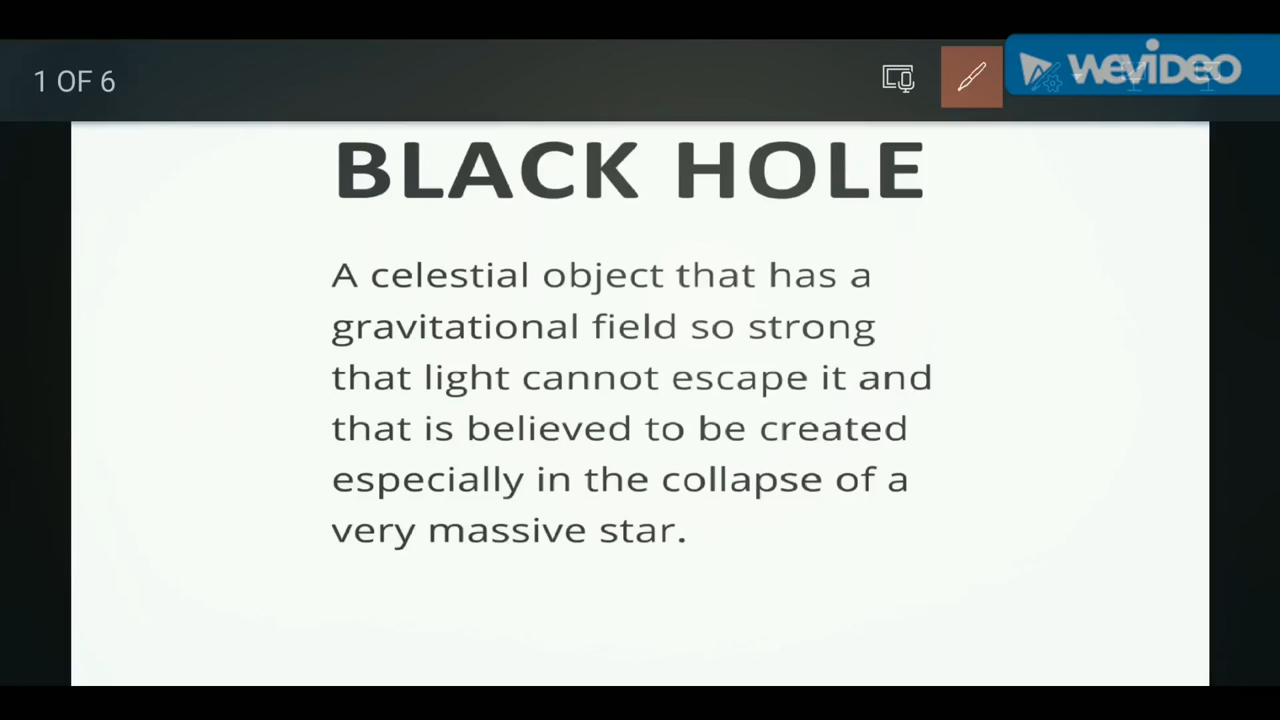 1 OF 6
WEVIDEO
BLACK HOLE
A celestial object that has a
gravitational field so strong
that light cannot escape it and
that is believed to be created
especially in the collapse of a
very massive star.